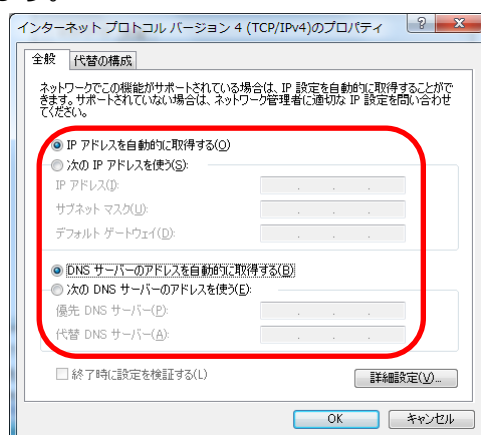 ます。
インターネット プロトコル バージョン 4 (TCP/IPv4)のプロパティ
全般 代替の構成
ネットワークでこの機能がサポートされている場合は、IP 設定を自動的に取得することがで
きます。サポートされていない場合は、ネットワーク管理者に適切な IP 設定を問い合わせ
てください。
IP アドレスを自動的に取得する(O)
次の IP アドレスを使う(S):
IP アドレス(I):
サブネット マスク(U):
デフォルト ゲートウェイ(D):
DNS サーバーのアドレスを自動的に取得する(B)
次の DNS サーバーのアドレスを使う(E):
優先 DNS サーバー(P):
代替 DNS サーバー(A):
終了時に設定を検証する(L)
詳細設定(V)...
OK キャンセル